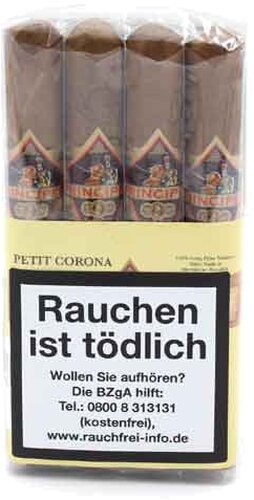 PRINCIPES
PETIT CORONA
Rauchen
ist tödlich
Wollen Sie aufhören?
Die BZgA hilft:
Tel.: 0800 8 313131
(kostenfrei),
www.rauchfrei-info.de